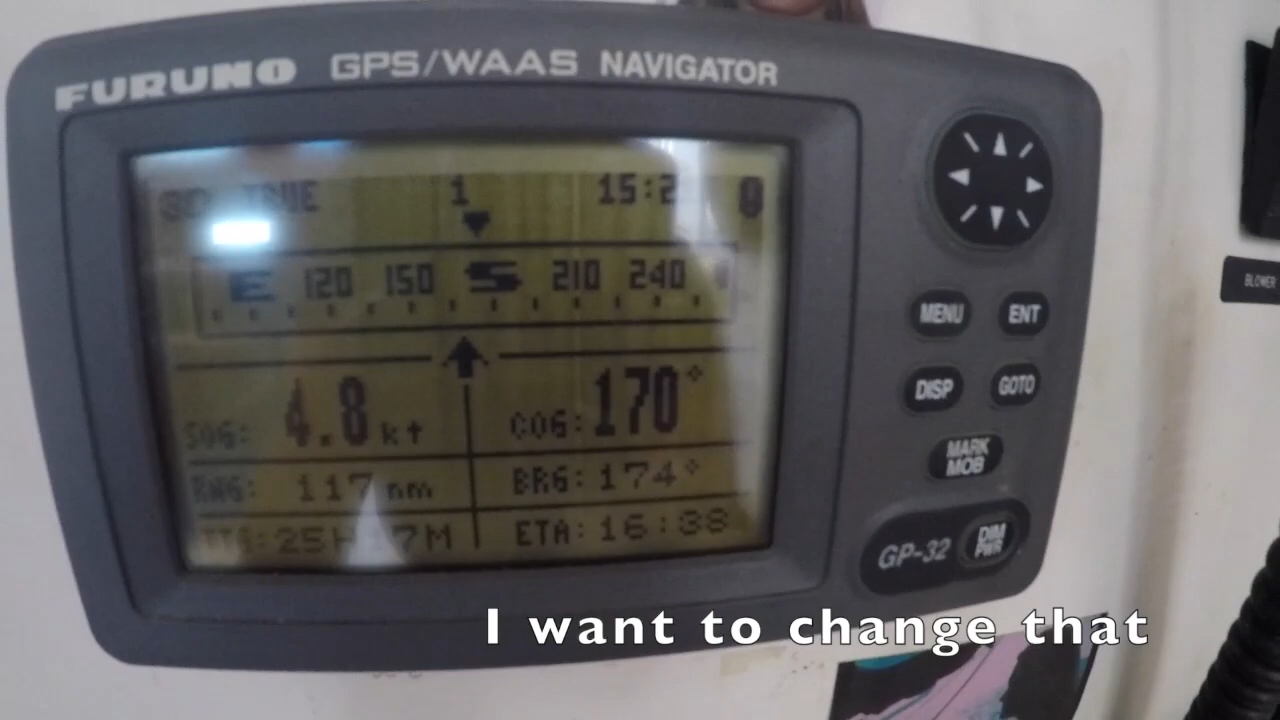 FURUNO GPS/WAAS NAVIGATOR
1
E 120 150 S 210 240
MENU ENT
DISP GOTO
SOG: 4.8 kt COG: 170°
MARK
MOB
RNG: 117 nm BRG: 174°
ETA: 16:38
GP-32 DIM
PWR
BLOWER
I want to change that